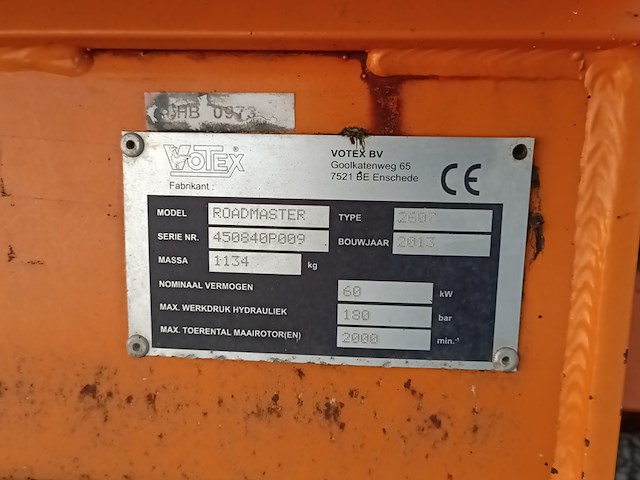 GHB 0973
VOTEX®
VOTEX BV
Goolkatenweg 65
7521 BE Enschede
CE
Fabrikant :
MODEL ROADMASTER TYPE 2607
SERIE NR. 450840P009 BOUWJAAR 2013
MASSA 1134 kg
NOMINAAL VERMOGEN 60 kW
MAX. WERKDRUK HYDRAULIEK 180 bar
MAX. TOERENTAL MAAIROTOR(EN) 2000 min.⁻¹